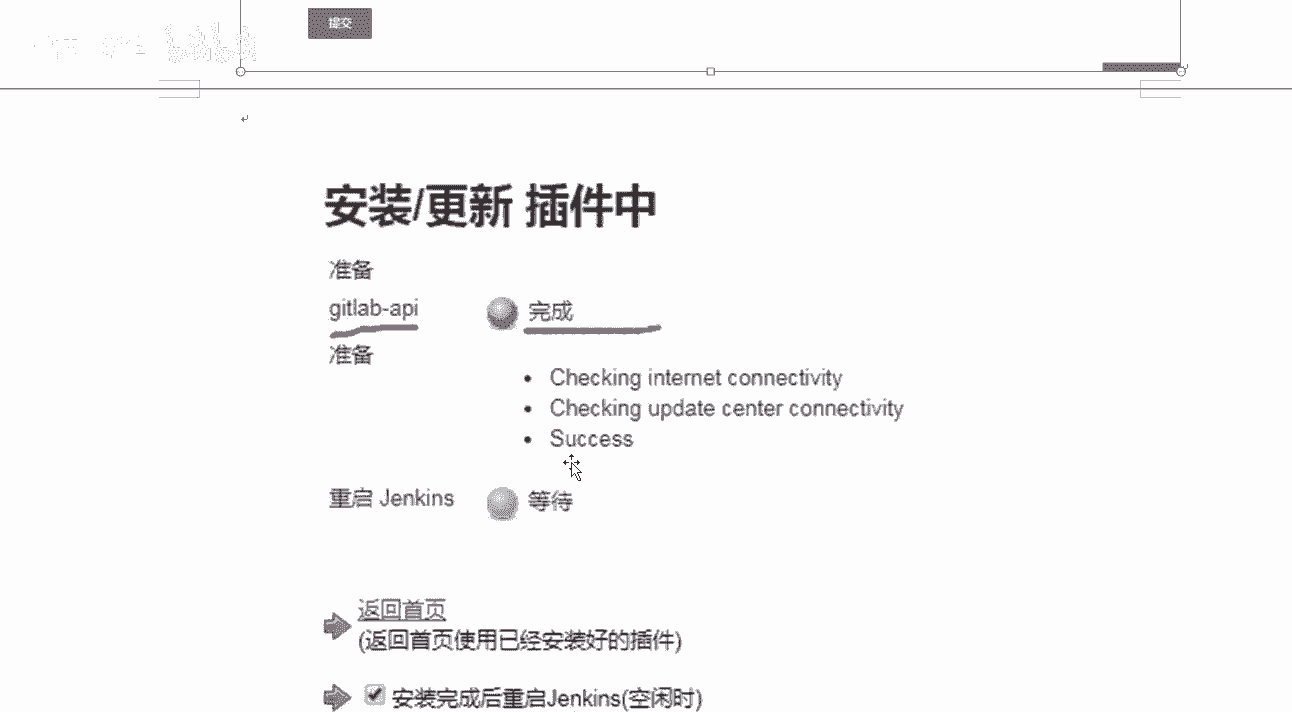 提交
安装/更新 插件中
准备
gitlab-api 完成
准备
Checking internet connectivity
Checking update center connectivity
Success
重启 Jenkins 等待
返回首页
(返回首页使用已经安装好的插件)
安装完成后重启Jenkins(空闲时)